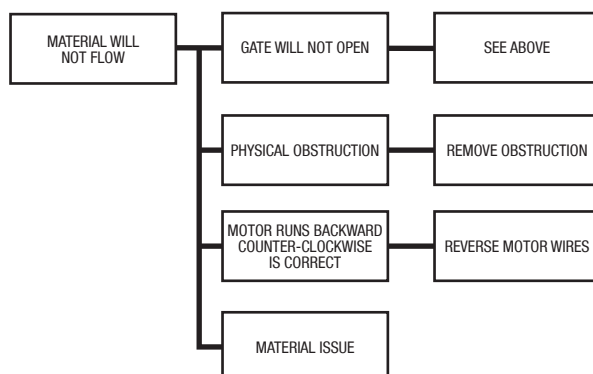 MATERIAL WILL
NOT FLOW
GATE WILL NOT OPEN
SEE ABOVE
PHYSICAL OBSTRUCTION
REMOVE OBSTRUCTION
MOTOR RUNS BACKWARD
COUNTER-CLOCKWISE
IS CORRECT
REVERSE MOTOR WIRES
MATERIAL ISSUE